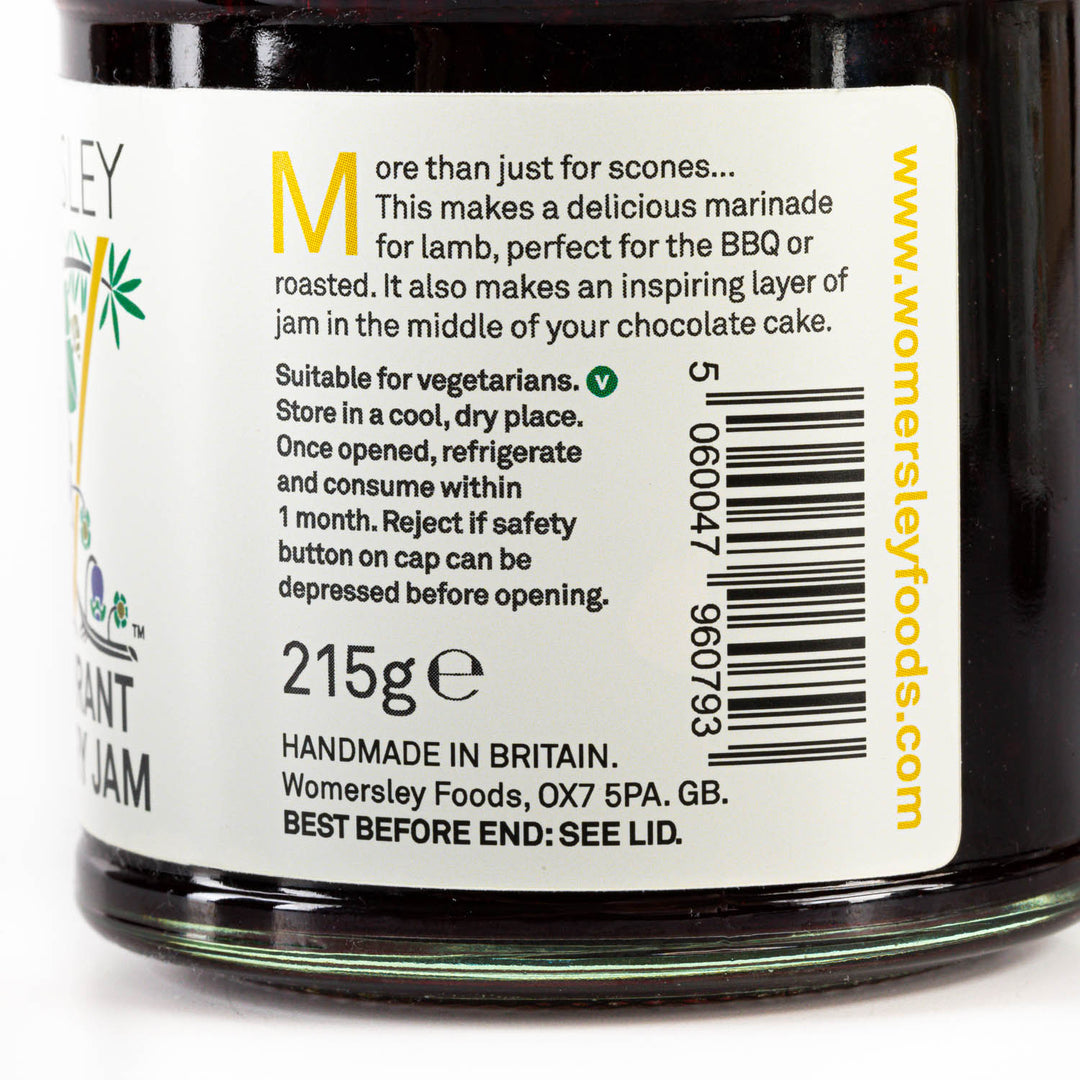 More than just for scones...
This makes a delicious marinade
for lamb, perfect for the BBQ or
roasted. It also makes an inspiring layer of
jam in the middle of your chocolate cake.
Suitable for vegetarians. V
Store in a cool, dry place.
Once opened, refrigerate
and consume within
1 month. Reject if safety
button on cap can be
depressed before opening.
215g ℮
HANDMADE IN BRITAIN.
Womersley Foods, OX7 5PA. GB.
BEST BEFORE END: SEE LID.
5 060047 960793
www.womersleyfoods.com
TM
JAM